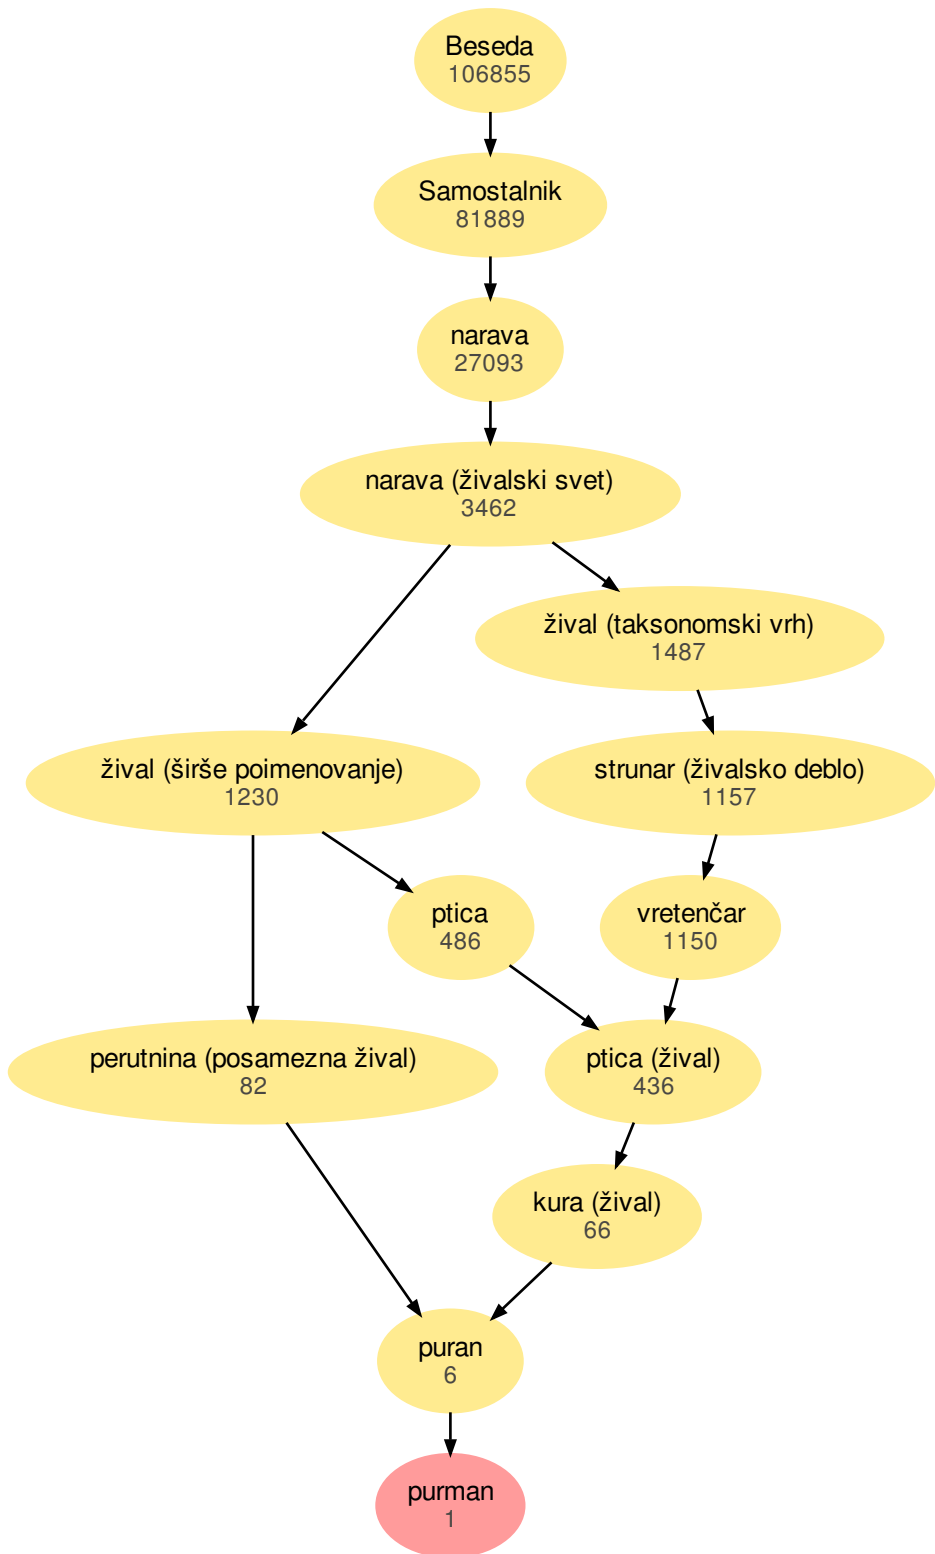 Beseda
106855
Samostalnik
81889
narava
27093
narava (živalski svet)
3462
žival (taksonomski vrh)
1487
žival (širše poimenovanje)
1230
strunar (živalsko deblo)
1157
ptica
486
vretenčar
1150
perutnina (posamezna žival)
82
ptica (žival)
436
kura (žival)
66
puran
6
purman
1